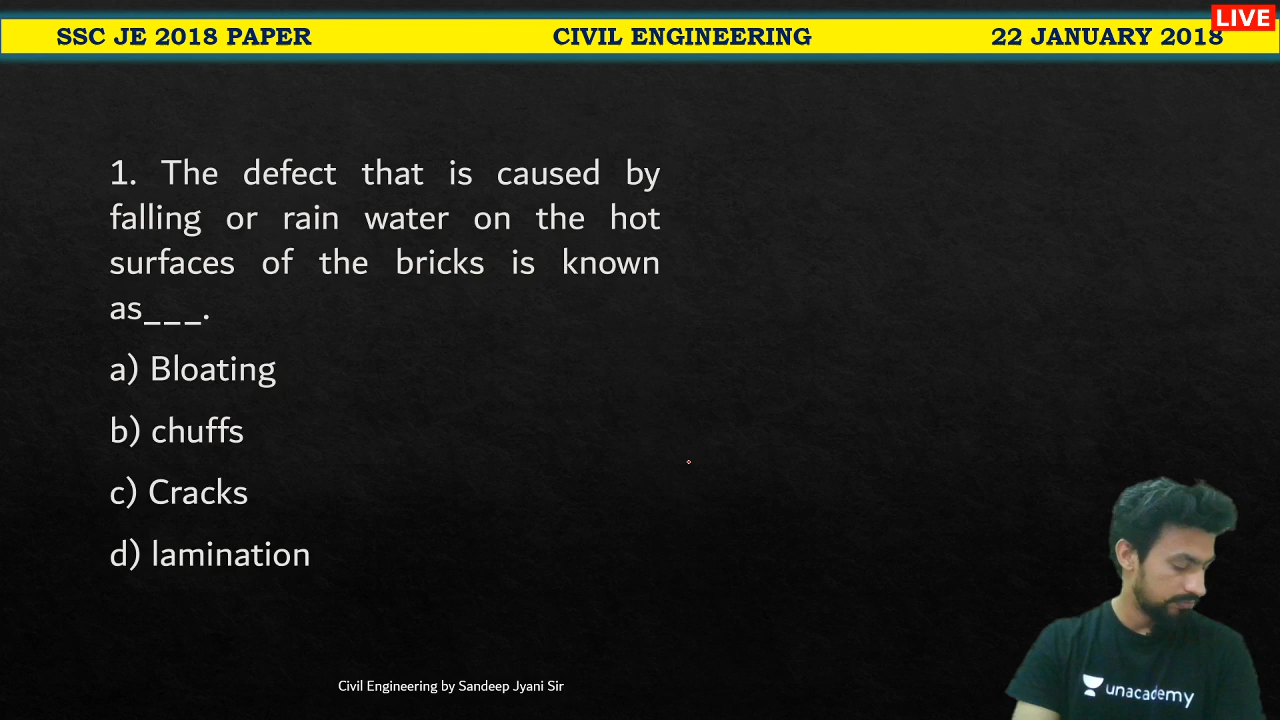 LIVE
SSC JE 2018 PAPER CIVIL ENGINEERING 22 JANUARY 2018
1. The defect that is caused by
falling or rain water on the hot
surfaces of the bricks is known
as___.
a) Bloating
b) chuffs
c) Cracks
d) lamination
Civil Engineering by Sandeep Jyani Sir
unacademy